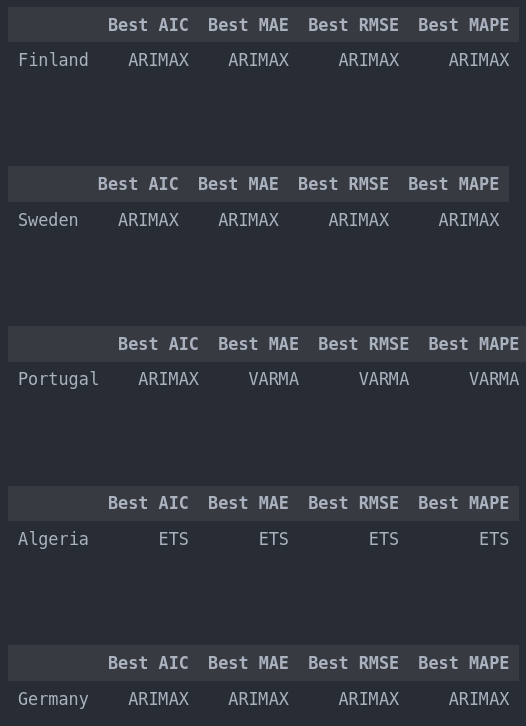 Best AIC Best MAE Best RMSE Best MAPE
Finland ARIMAX ARIMAX ARIMAX ARIMAX
Best AIC Best MAE Best RMSE Best MAPE
Sweden ARIMAX ARIMAX ARIMAX ARIMAX
Best AIC Best MAE Best RMSE Best MAPE
Portugal ARIMAX VARMA VARMA VARMA
Best AIC Best MAE Best RMSE Best MAPE
Algeria ETS ETS ETS ETS
Best AIC Best MAE Best RMSE Best MAPE
Germany ARIMAX ARIMAX ARIMAX ARIMAX